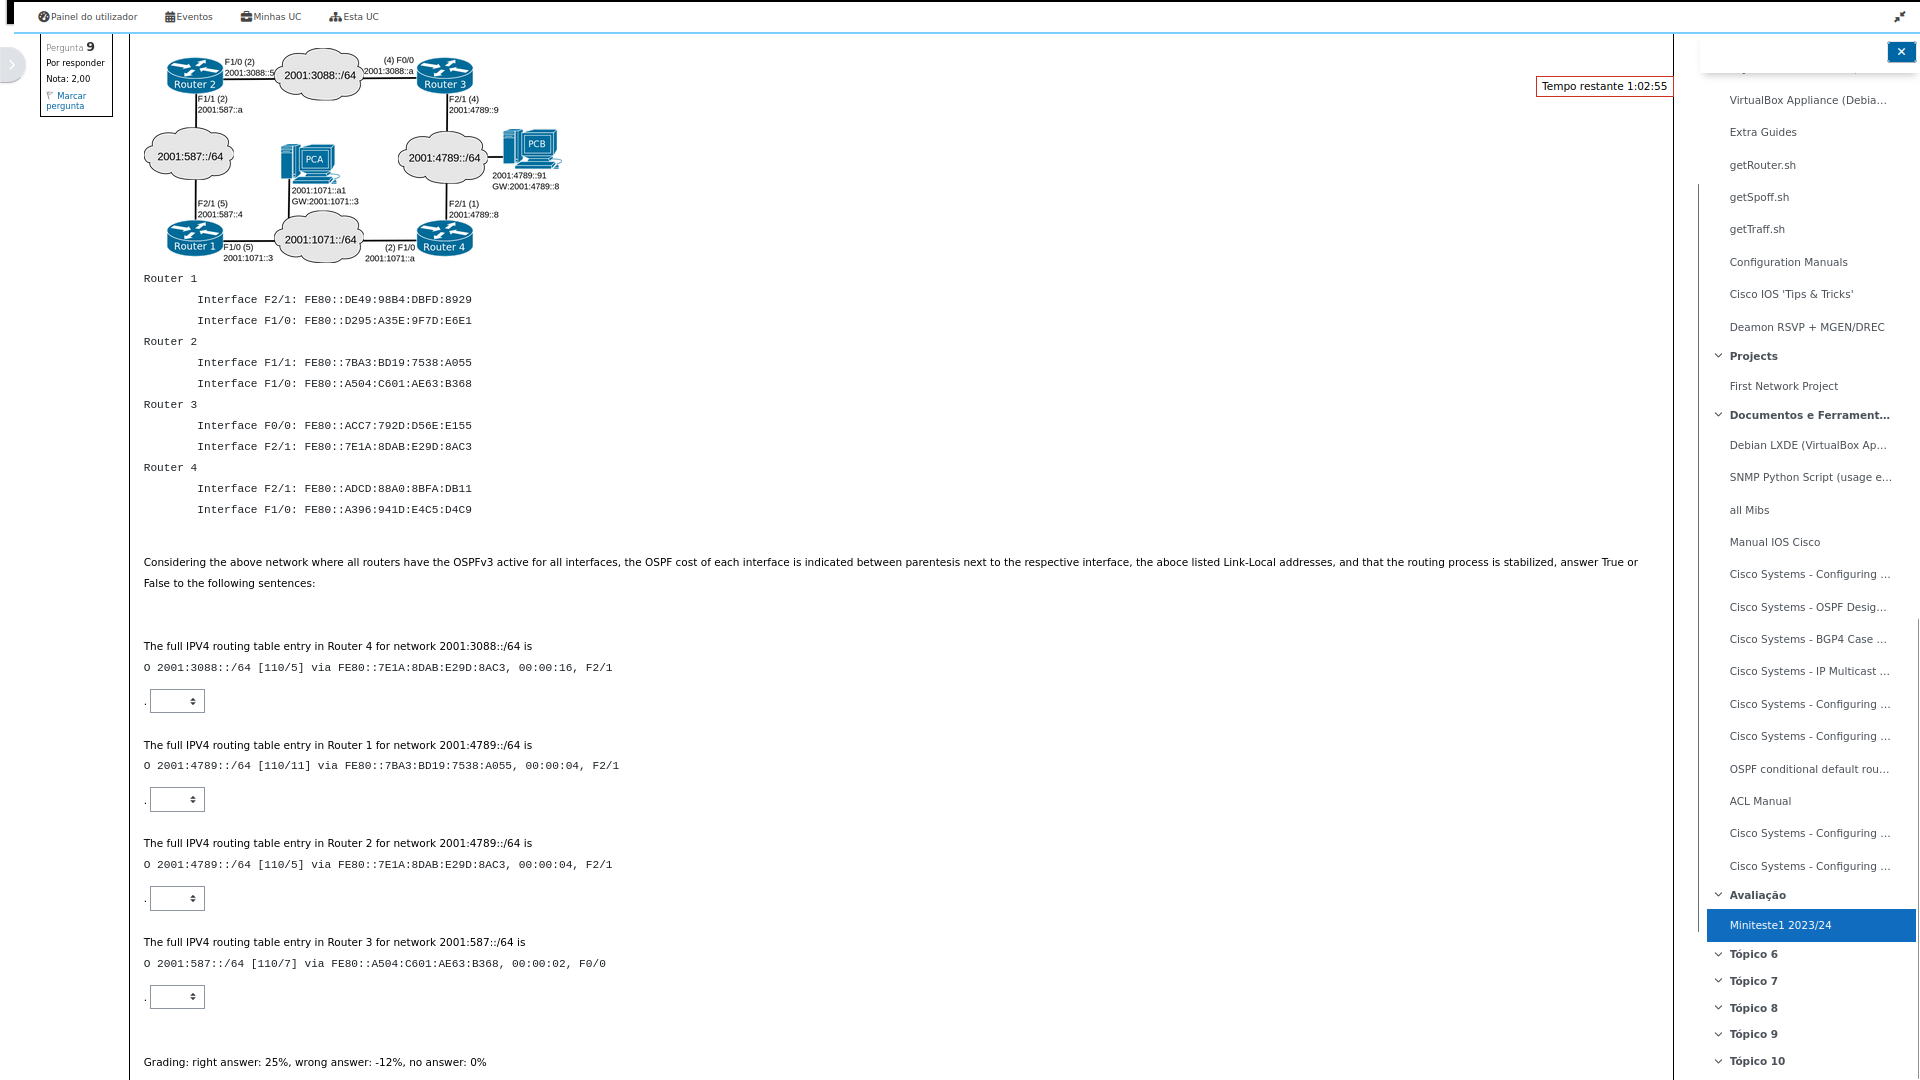 Painel do utilizador
Eventos
Minhas UC
Esta UC
Pergunta 9
Por responder
Nota: 2,00
Marcar
pergunta
Tempo restante 1:02:55
F1/0 (2)
2001:3088::5
2001:3088::/64
(4) F0/0
2001:3088::a
Router 2
Router 3
F1/1 (2)
2001:587::a
F2/1 (4)
2001:4789::9
2001:587::/64
PCA
2001:4789::/64
PCB
2001:4789::91
GW:2001:4789::8
2001:1071::a1
GW:2001:1071::3
F2/1 (5)
2001:587::4
F2/1 (1)
2001:4789::8
Router 1
F1/0 (5)
2001:1071::3
2001:1071::/64
(2) F1/0
2001:1071::a
Router 4
Router 1
Interface F2/1: FE80::DE49:98B4:DBFD:8929
Interface F1/0: FE80::D295:A35E:9F7D:E6E1
Router 2
Interface F1/1: FE80::7BA3:BD19:7538:A055
Interface F1/0: FE80::A504:C601:AE63:B368
Router 3
Interface F0/0: FE80::ACC7:792D:D56E:E155
Interface F2/1: FE80::7E1A:8DAB:E29D:8AC3
Router 4
Interface F2/1: FE80::ADCD:88A0:8BFA:DB11
Interface F1/0: FE80::A396:941D:E4C5:D4C9
Considering the above network where all routers have the OSPFv3 active for all interfaces, the OSPF cost of each interface is indicated between parentesis next to the respective interface, the aboce listed Link-Local addresses, and that the routing process is stabilized, answer True or
False to the following sentences:
The full IPV4 routing table entry in Router 4 for network 2001:3088::/64 is
O 2001:3088::/64 [110/5] via FE80::7E1A:8DAB:E29D:8AC3, 00:00:16, F2/1
.
The full IPV4 routing table entry in Router 1 for network 2001:4789::/64 is
O 2001:4789::/64 [110/11] via FE80::7BA3:BD19:7538:A055, 00:00:04, F2/1
.
The full IPV4 routing table entry in Router 2 for network 2001:4789::/64 is
O 2001:4789::/64 [110/5] via FE80::7E1A:8DAB:E29D:8AC3, 00:00:04, F2/1
.
The full IPV4 routing table entry in Router 3 for network 2001:587::/64 is
O 2001:587::/64 [110/7] via FE80::A504:C601:AE63:B368, 00:00:02, F0/0
.
Grading: right answer: 25%, wrong answer: -12%, no answer: 0%
VirtualBox Appliance (Debia...
Extra Guides
getRouter.sh
getSpoff.sh
getTraff.sh
Configuration Manuals
Cisco IOS 'Tips & Tricks'
Deamon RSVP + MGEN/DREC
Projects
First Network Project
Documentos e Ferrament...
Debian LXDE (VirtualBox Ap...
SNMP Python Script (usage e...
all Mibs
Manual IOS Cisco
Cisco Systems - Configuring ...
Cisco Systems - OSPF Desig...
Cisco Systems - BGP4 Case ...
Cisco Systems - IP Multicast ...
Cisco Systems - Configuring ...
Cisco Systems - Configuring ...
OSPF conditional default rou...
ACL Manual
Cisco Systems - Configuring ...
Cisco Systems - Configuring ...
Avaliação
Miniteste1 2023/24
Tópico 6
Tópico 7
Tópico 8
Tópico 9
Tópico 10